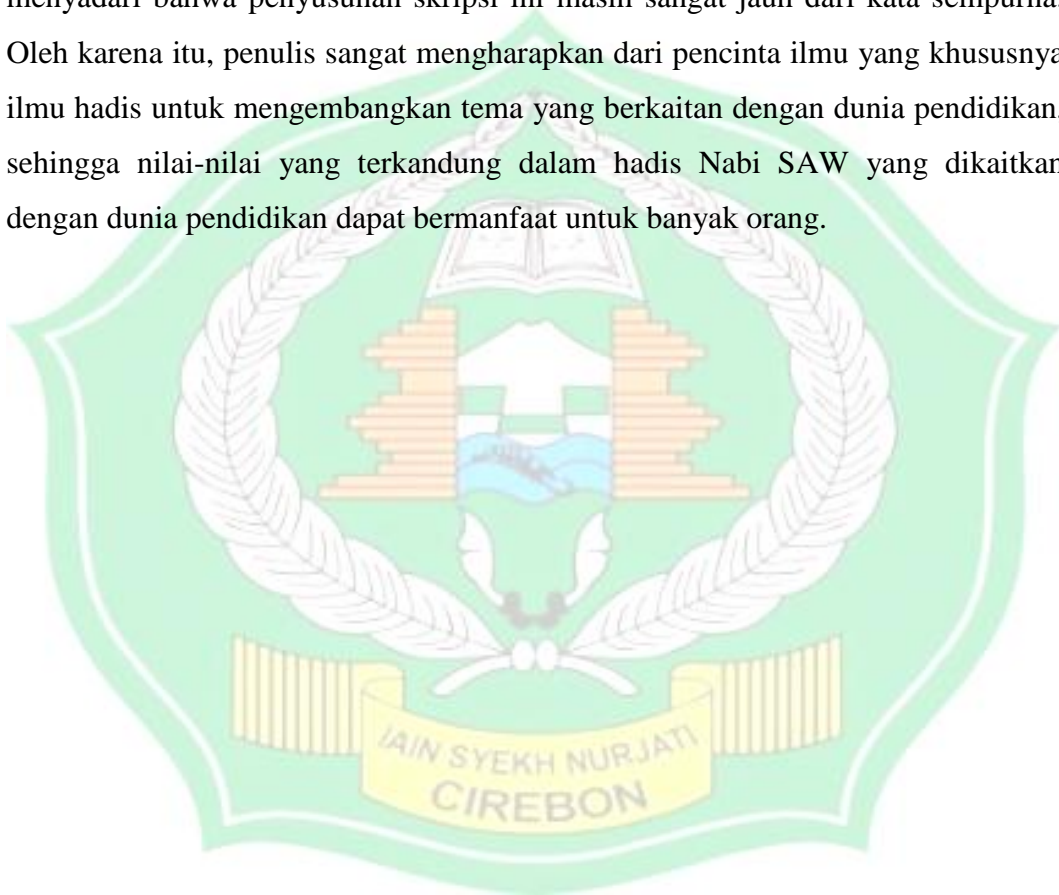 menyadari bahwa penyusunan skripsi ini masih sangat jauh dari kata sempurna.
Oleh karena itu, penulis sangat mengharapkan dari pencinta ilmu yang khususnya
ilmu hadis untuk mengembangkan tema yang berkaitan dengan dunia pendidikan,
sehingga nilai-nilai yang terkandung dalam hadis Nabi SAW yang dikaitkan
dengan dunia pendidikan dapat bermanfaat untuk banyak orang.
IAIN SYEKH NURJATI
CIREBON